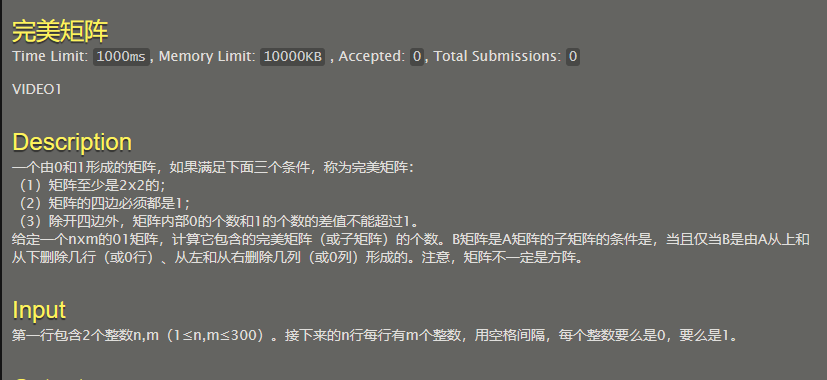 完美矩阵
Time Limit: 1000ms, Memory Limit: 10000KB , Accepted: 0, Total Submissions: 0
VIDEO1
Description
一个由0和1形成的矩阵，如果满足下面三个条件，称为完美矩阵：
（1）矩阵至少是2x2的；
（2）矩阵的四边必须都是1；
（3）除开四边外，矩阵内部0的个数和1的个数的差值不能超过1。
给定一个nxm的01矩阵，计算它包含的完美矩阵（或子矩阵）的个数。B矩阵是A矩阵的子矩阵的条件是，当且仅当B是由A从上和
从下删除几行（或0行）、从左和从右删除几列（或0列）形成的。注意，矩阵不一定是方阵。
Input
第一行包含2个整数n,m（1≤n,m≤300）。接下来的n行每行有m个整数，用空格间隔，每个整数要么是0，要么是1。